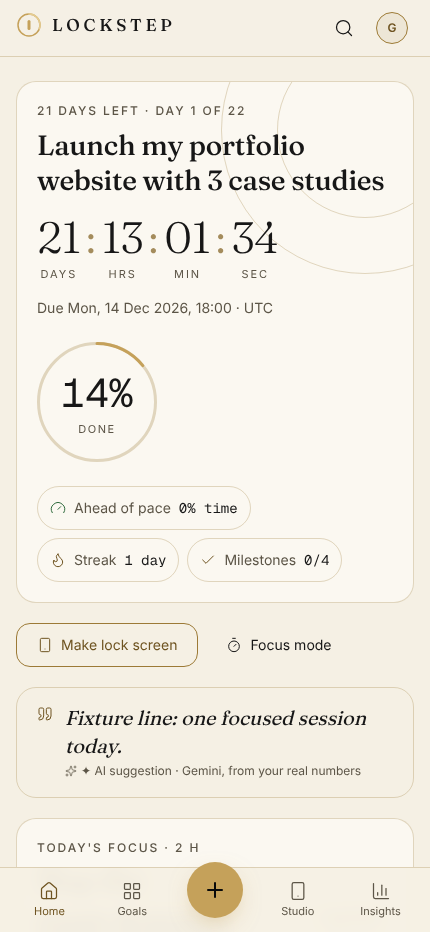 LOCKSTEP
G
21 DAYS LEFT · DAY 1 OF 22
Launch my portfolio
website with 3 case studies
21 : 13 : 01 : 34
DAYS HRS MIN SEC
Due Mon, 14 Dec 2026, 18:00 · UTC
14%
DONE
Ahead of pace 0% time
Streak 1 day
Milestones 0/4
Make lock screen
Focus mode
Fixture line: one focused session
today.
✦ AI suggestion · Gemini, from your real numbers
TODAY'S FOCUS · 2 H
Home
Goals
Studio
Insights